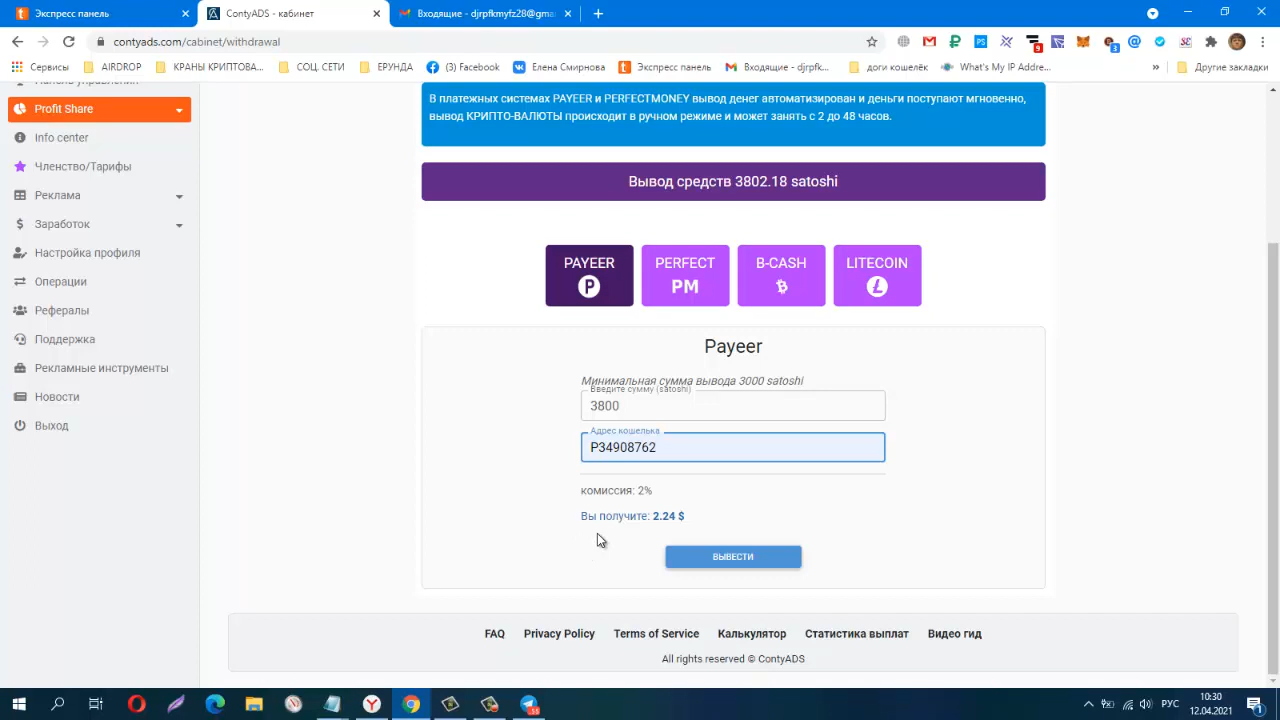 Экспресс панель
ContyADS - кабинет
Входящие - djrpfkmyfz28@gmai
contyads.com/cabinet/withdrawal
9
3
Сервисы
AIRDROP
КРАНЫ КРИПТОВА...
СОЦ. СЕТИ
ЕРУНДА
(3) Facebook
Елена Смирнова
Экспресс панель
Входящие - djrpfk...
доги кошелёк
What's My IP Addre...
»
Другие закладки
Profit Share
Info center
Членство/Тарифы
Реклама
Заработок
Настройка профиля
Операции
Рефералы
Поддержка
Рекламные инструменты
Новости
Выход
В платежных системах PAYEER и PERFECTMONEY вывод денег автоматизирован и деньги поступают мгновенно,
вывод КРИПТО-ВАЛЮТЫ происходит в ручном режиме и может занять с 2 до 48 часов.
Вывод средств 3802.18 satoshi
PAYEER
P
PERFECT
PM
B-CASH
LITECOIN
Payeer
Минимальная сумма вывода 3000 satoshi
Введите сумму (satoshi)
3800
Адрес кошелька
P34908762
комиссия: 2%
Вы получите: 2.24 $
ВЫВЕСТИ
FAQ
Privacy Policy
Terms of Service
Калькулятор
Статистика выплат
Видео гид
All rights reserved © ContyADS
РУС
10:30
12.04.2021